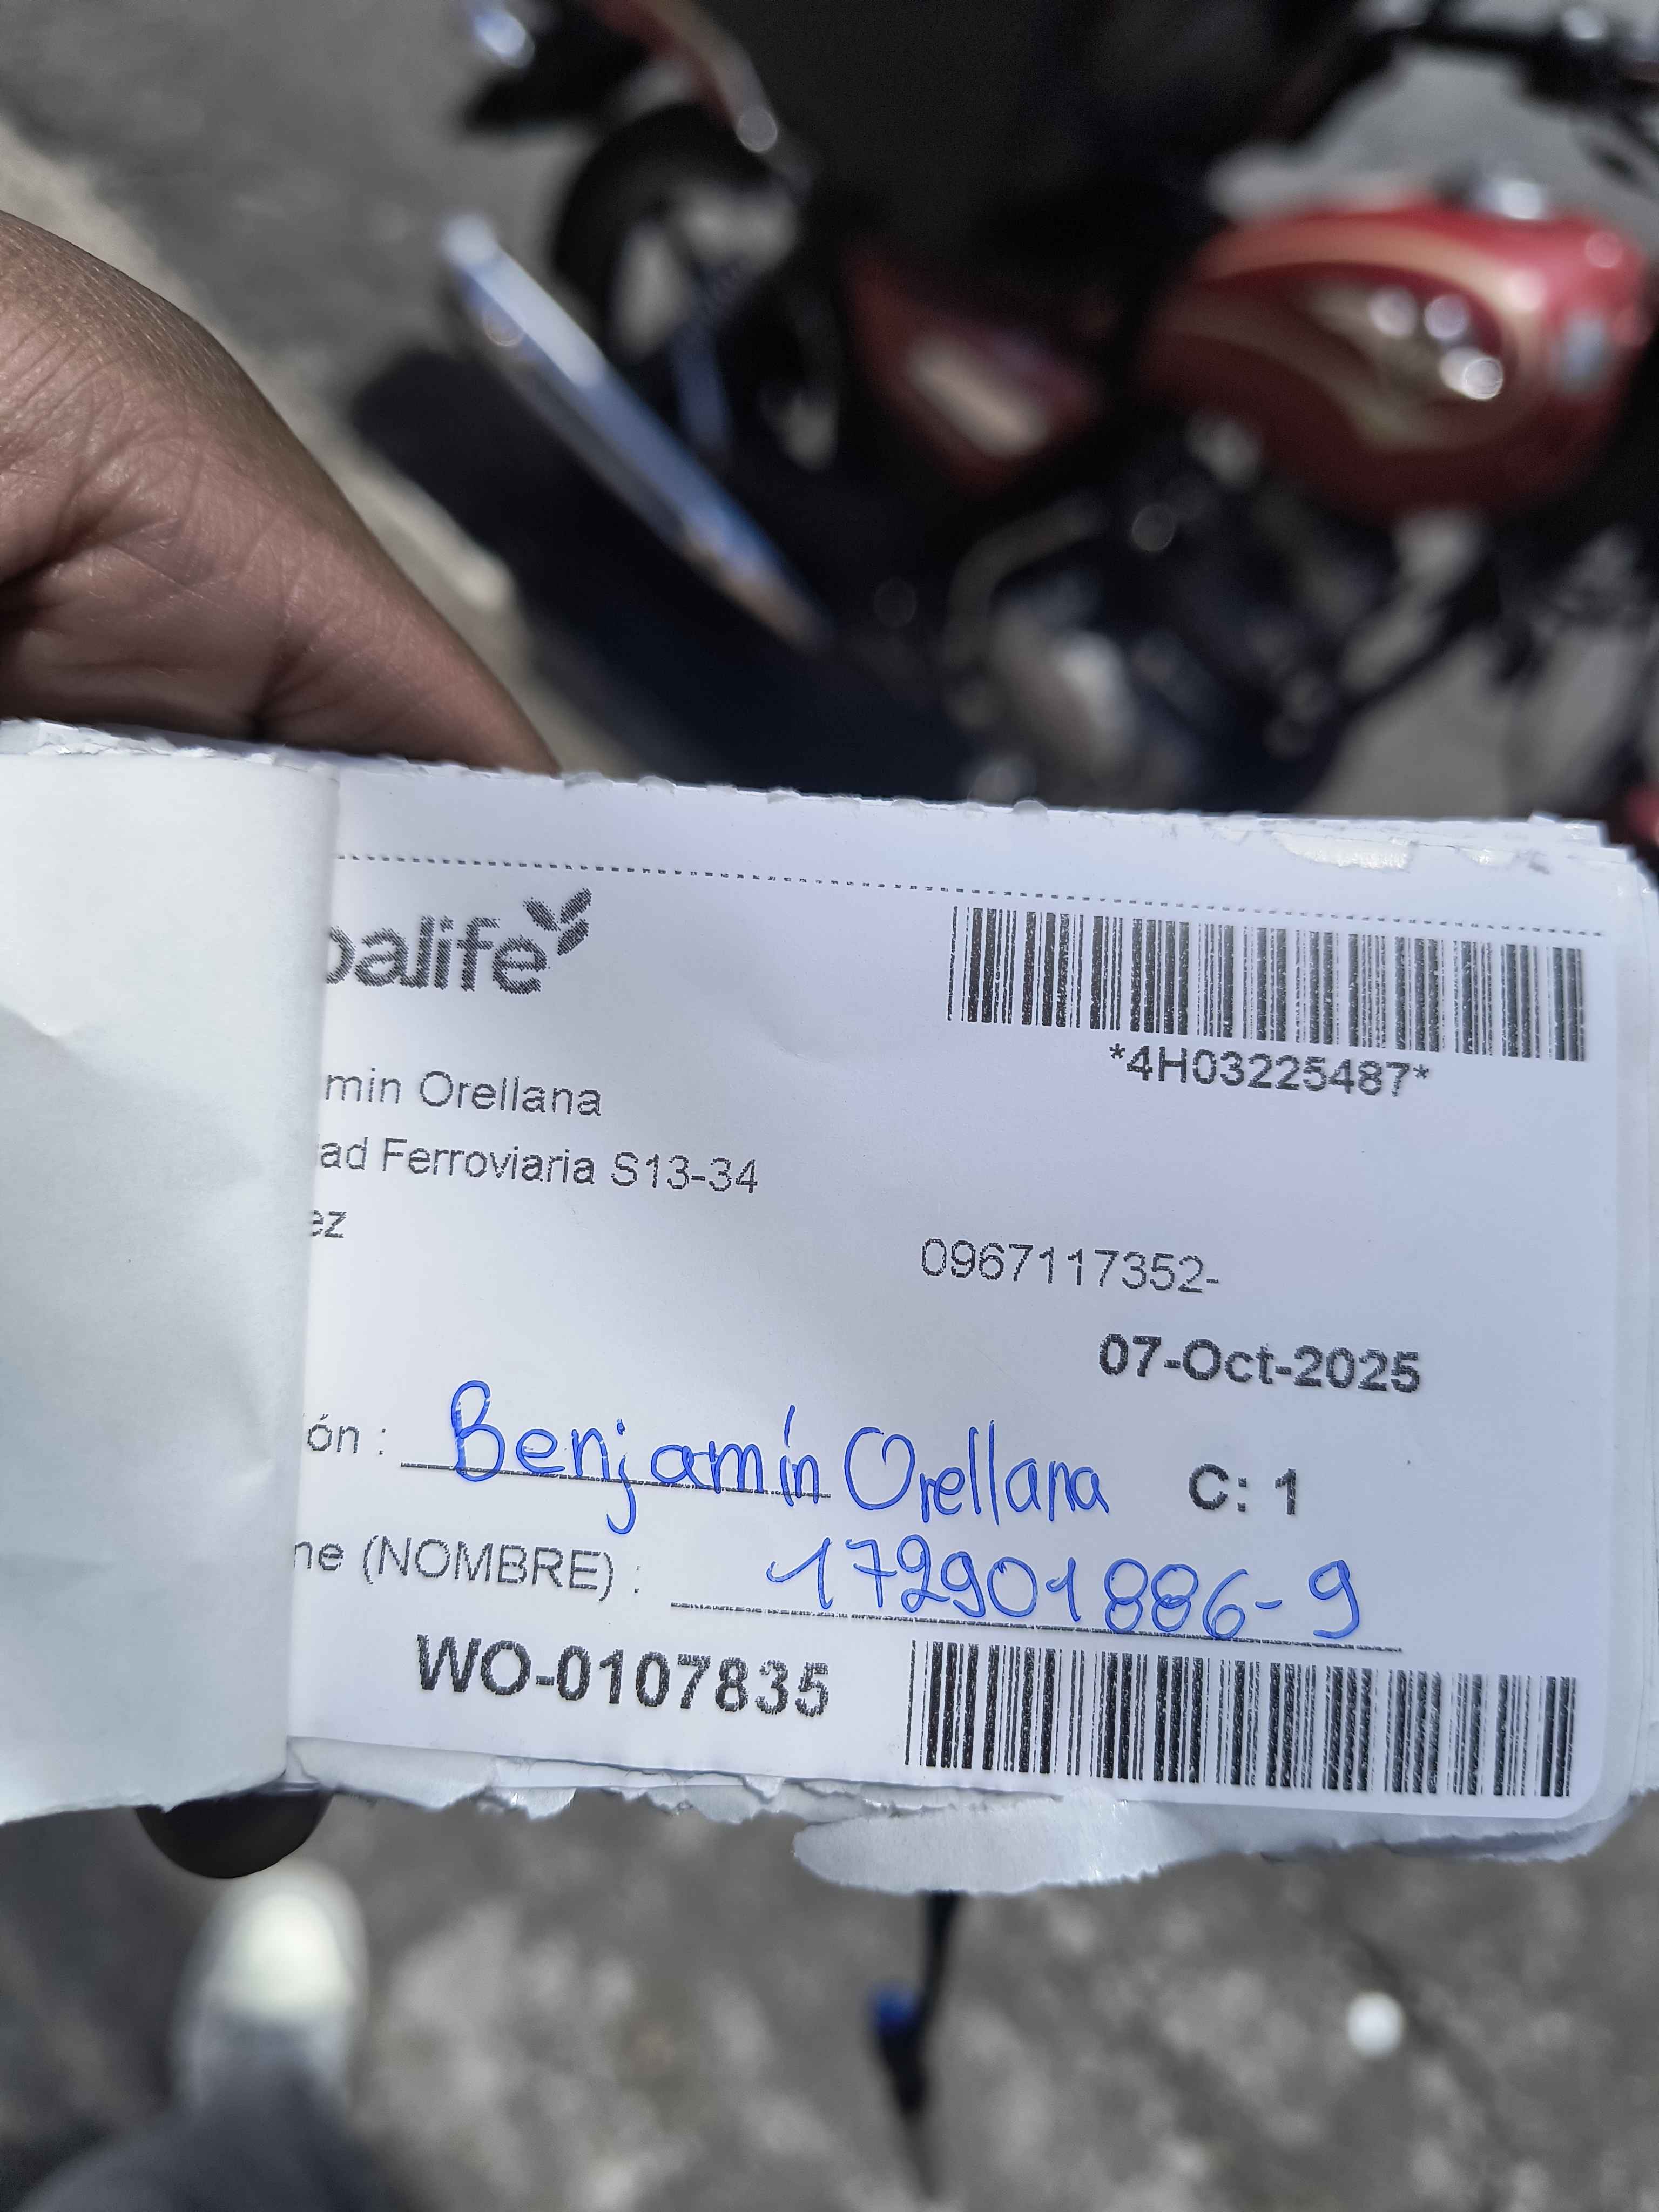 balife
*4H03225487*
min Orellana
ad Ferroviaria S13-34
ez
0967117352-
07-Oct-2025
ón : Benjamín Orellana C: 1
ne (NOMBRE) : 172901886-9
WO-0107835